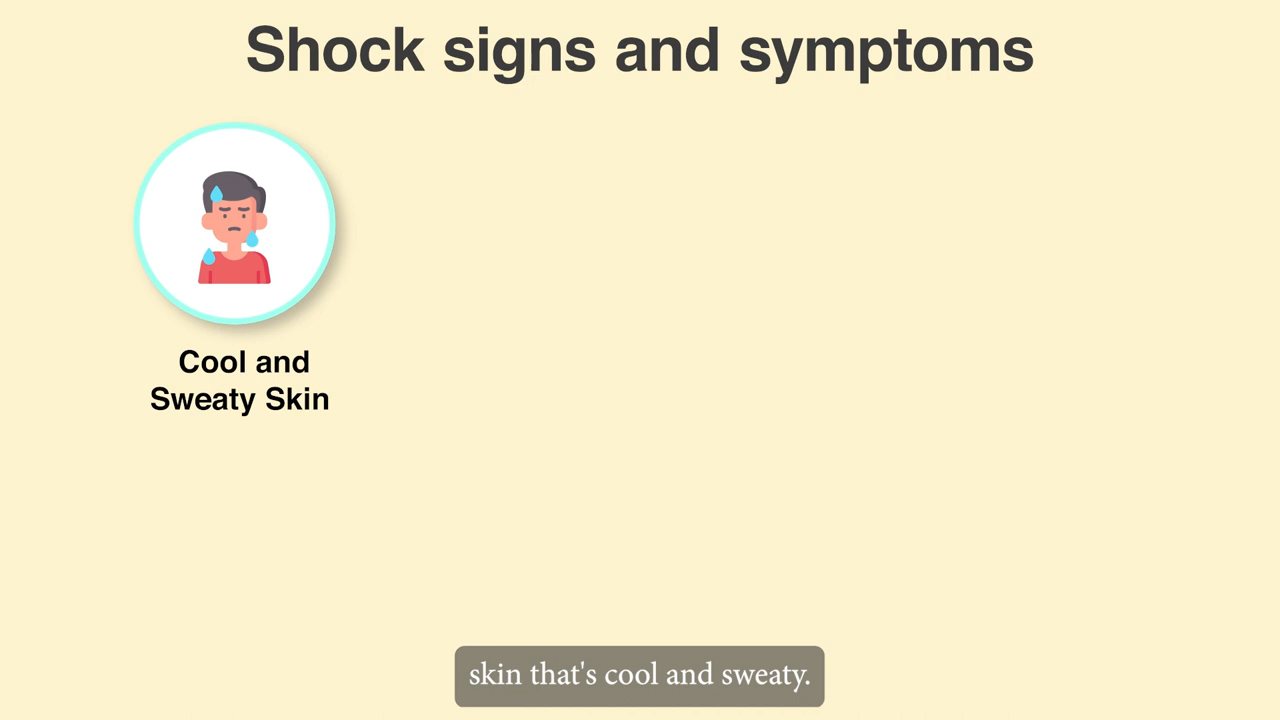 Shock signs and symptoms
Cool and
Sweaty Skin
skin that's cool and sweaty.